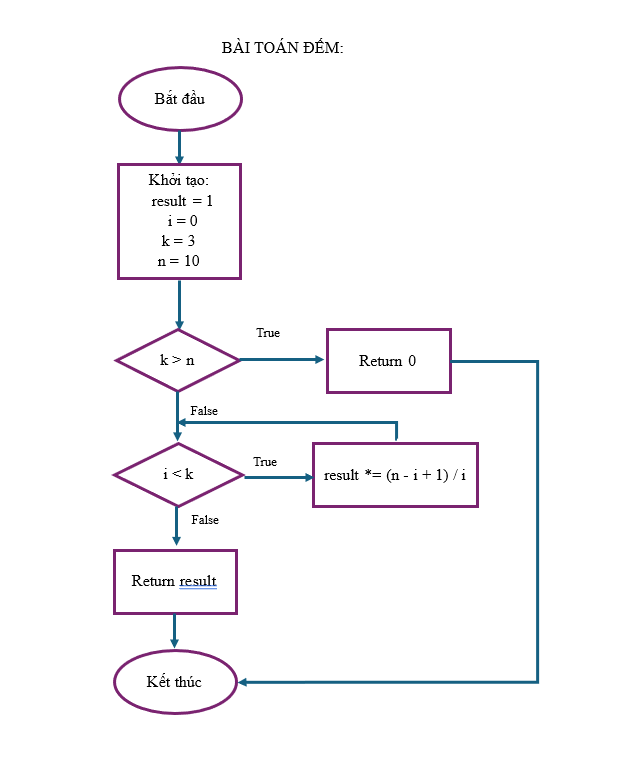 BÀI TOÁN ĐẾM:
Bắt đầu
Khởi tạo:
result = 1
i = 0
k = 3
n = 10
k > n
True
Return 0
False
i < k
True
result *= (n - i + 1) / i
False
Return result
Kết thúc